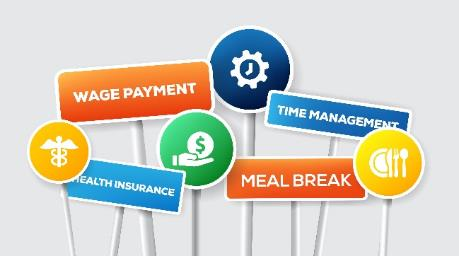 WAGE PAYMENT
TIME MANAGEMENT
HEALTH INSURANCE
MEAL BREAK
$